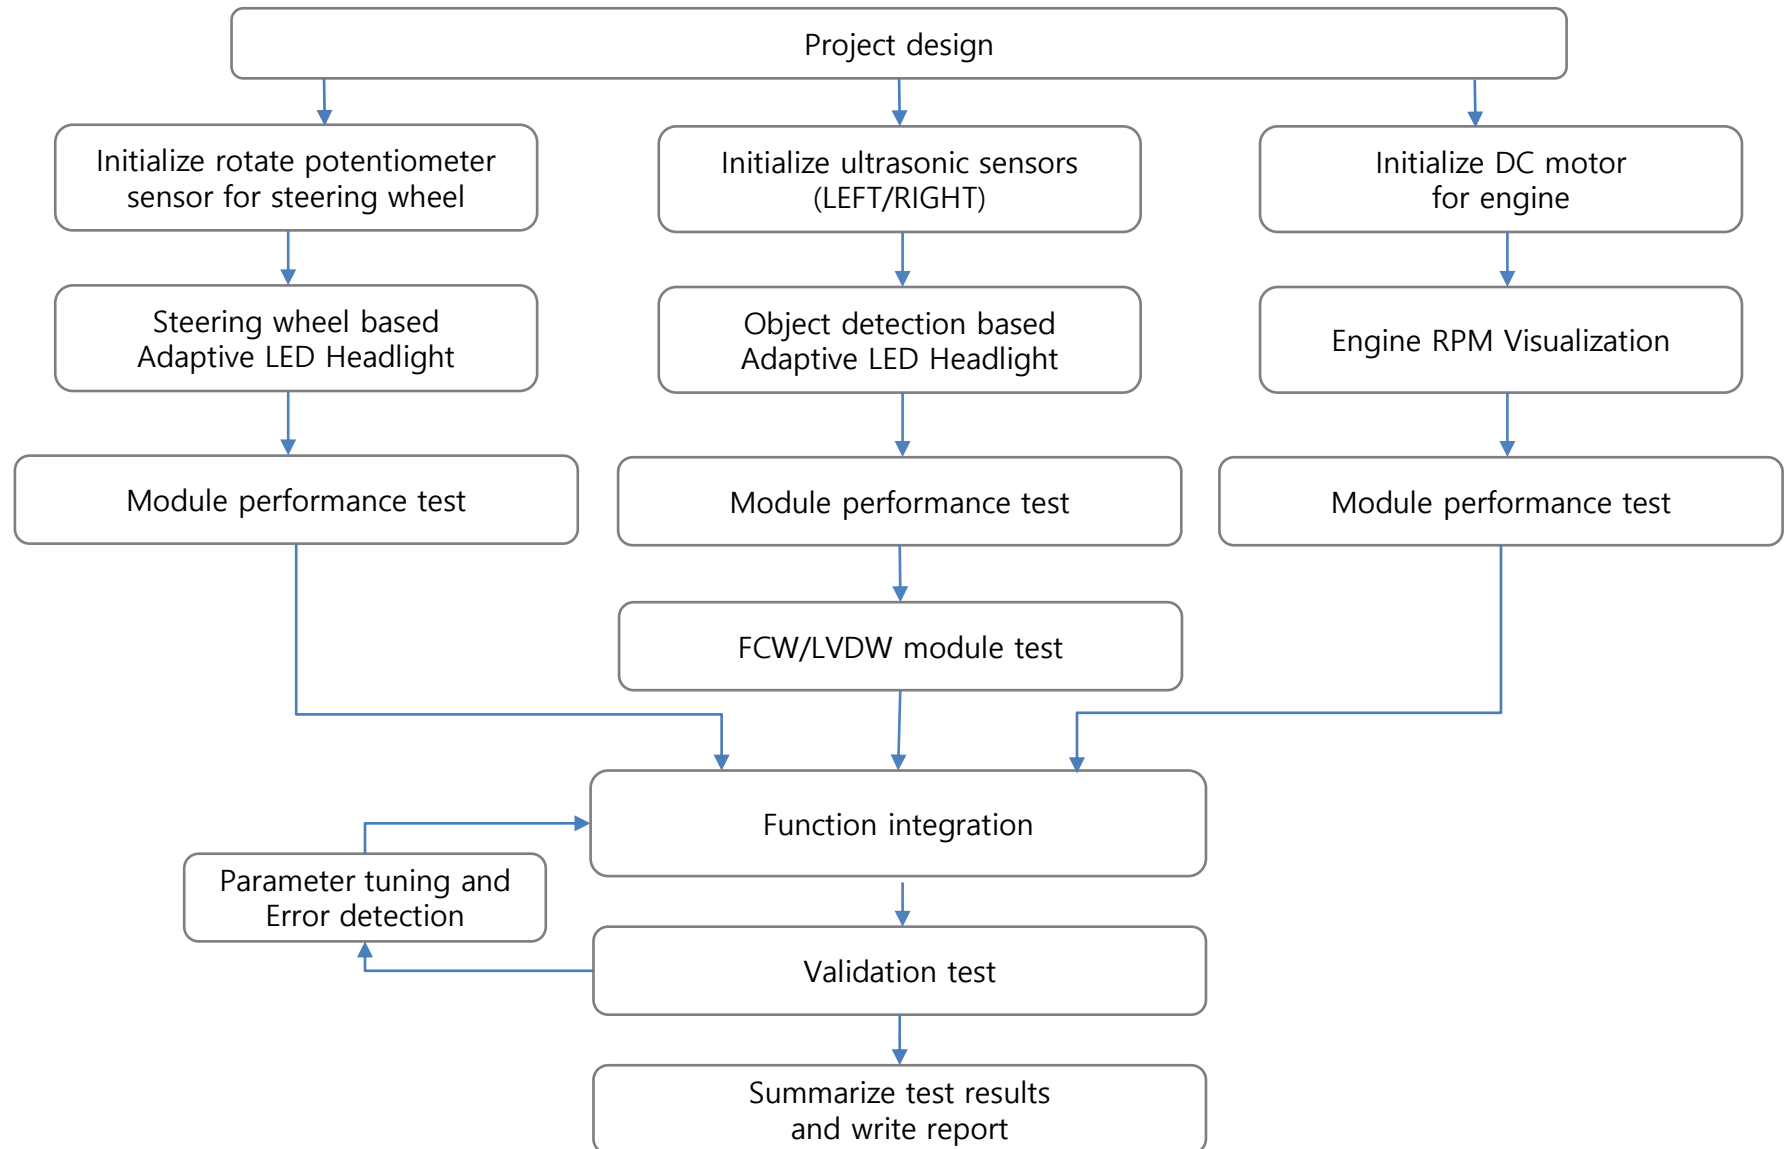 Project design
Initialize rotate potentiometer
sensor for steering wheel
Initialize ultrasonic sensors
(LEFT/RIGHT)
Initialize DC motor
for engine
Steering wheel based
Adaptive LED Headlight
Object detection based
Adaptive LED Headlight
Engine RPM Visualization
Module performance test
Module performance test
Module performance test
FCW/LVDW module test
Function integration
Parameter tuning and
Error detection
Validation test
Summarize test results
and write report